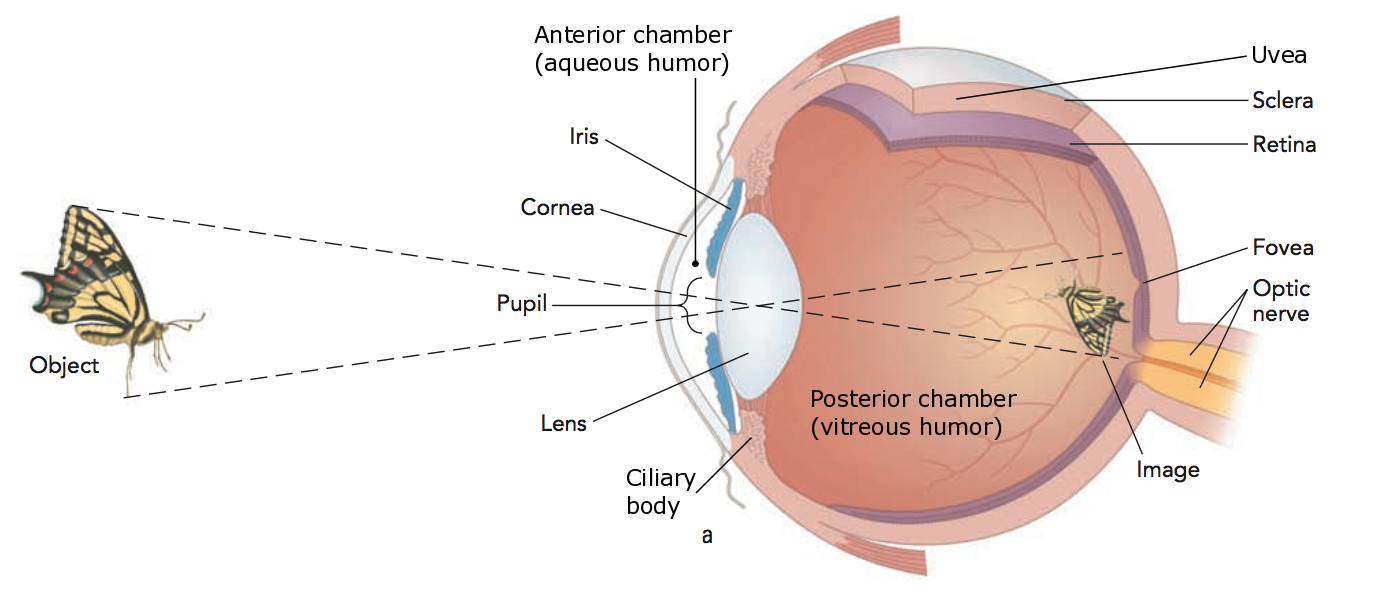 Anterior chamber
(aqueous humor)
Uvea
Sclera
Iris
Retina
Cornea
Fovea
Pupil
Optic
nerve
Object
Posterior chamber
(vitreous humor)
Lens
Image
Ciliary
body
a